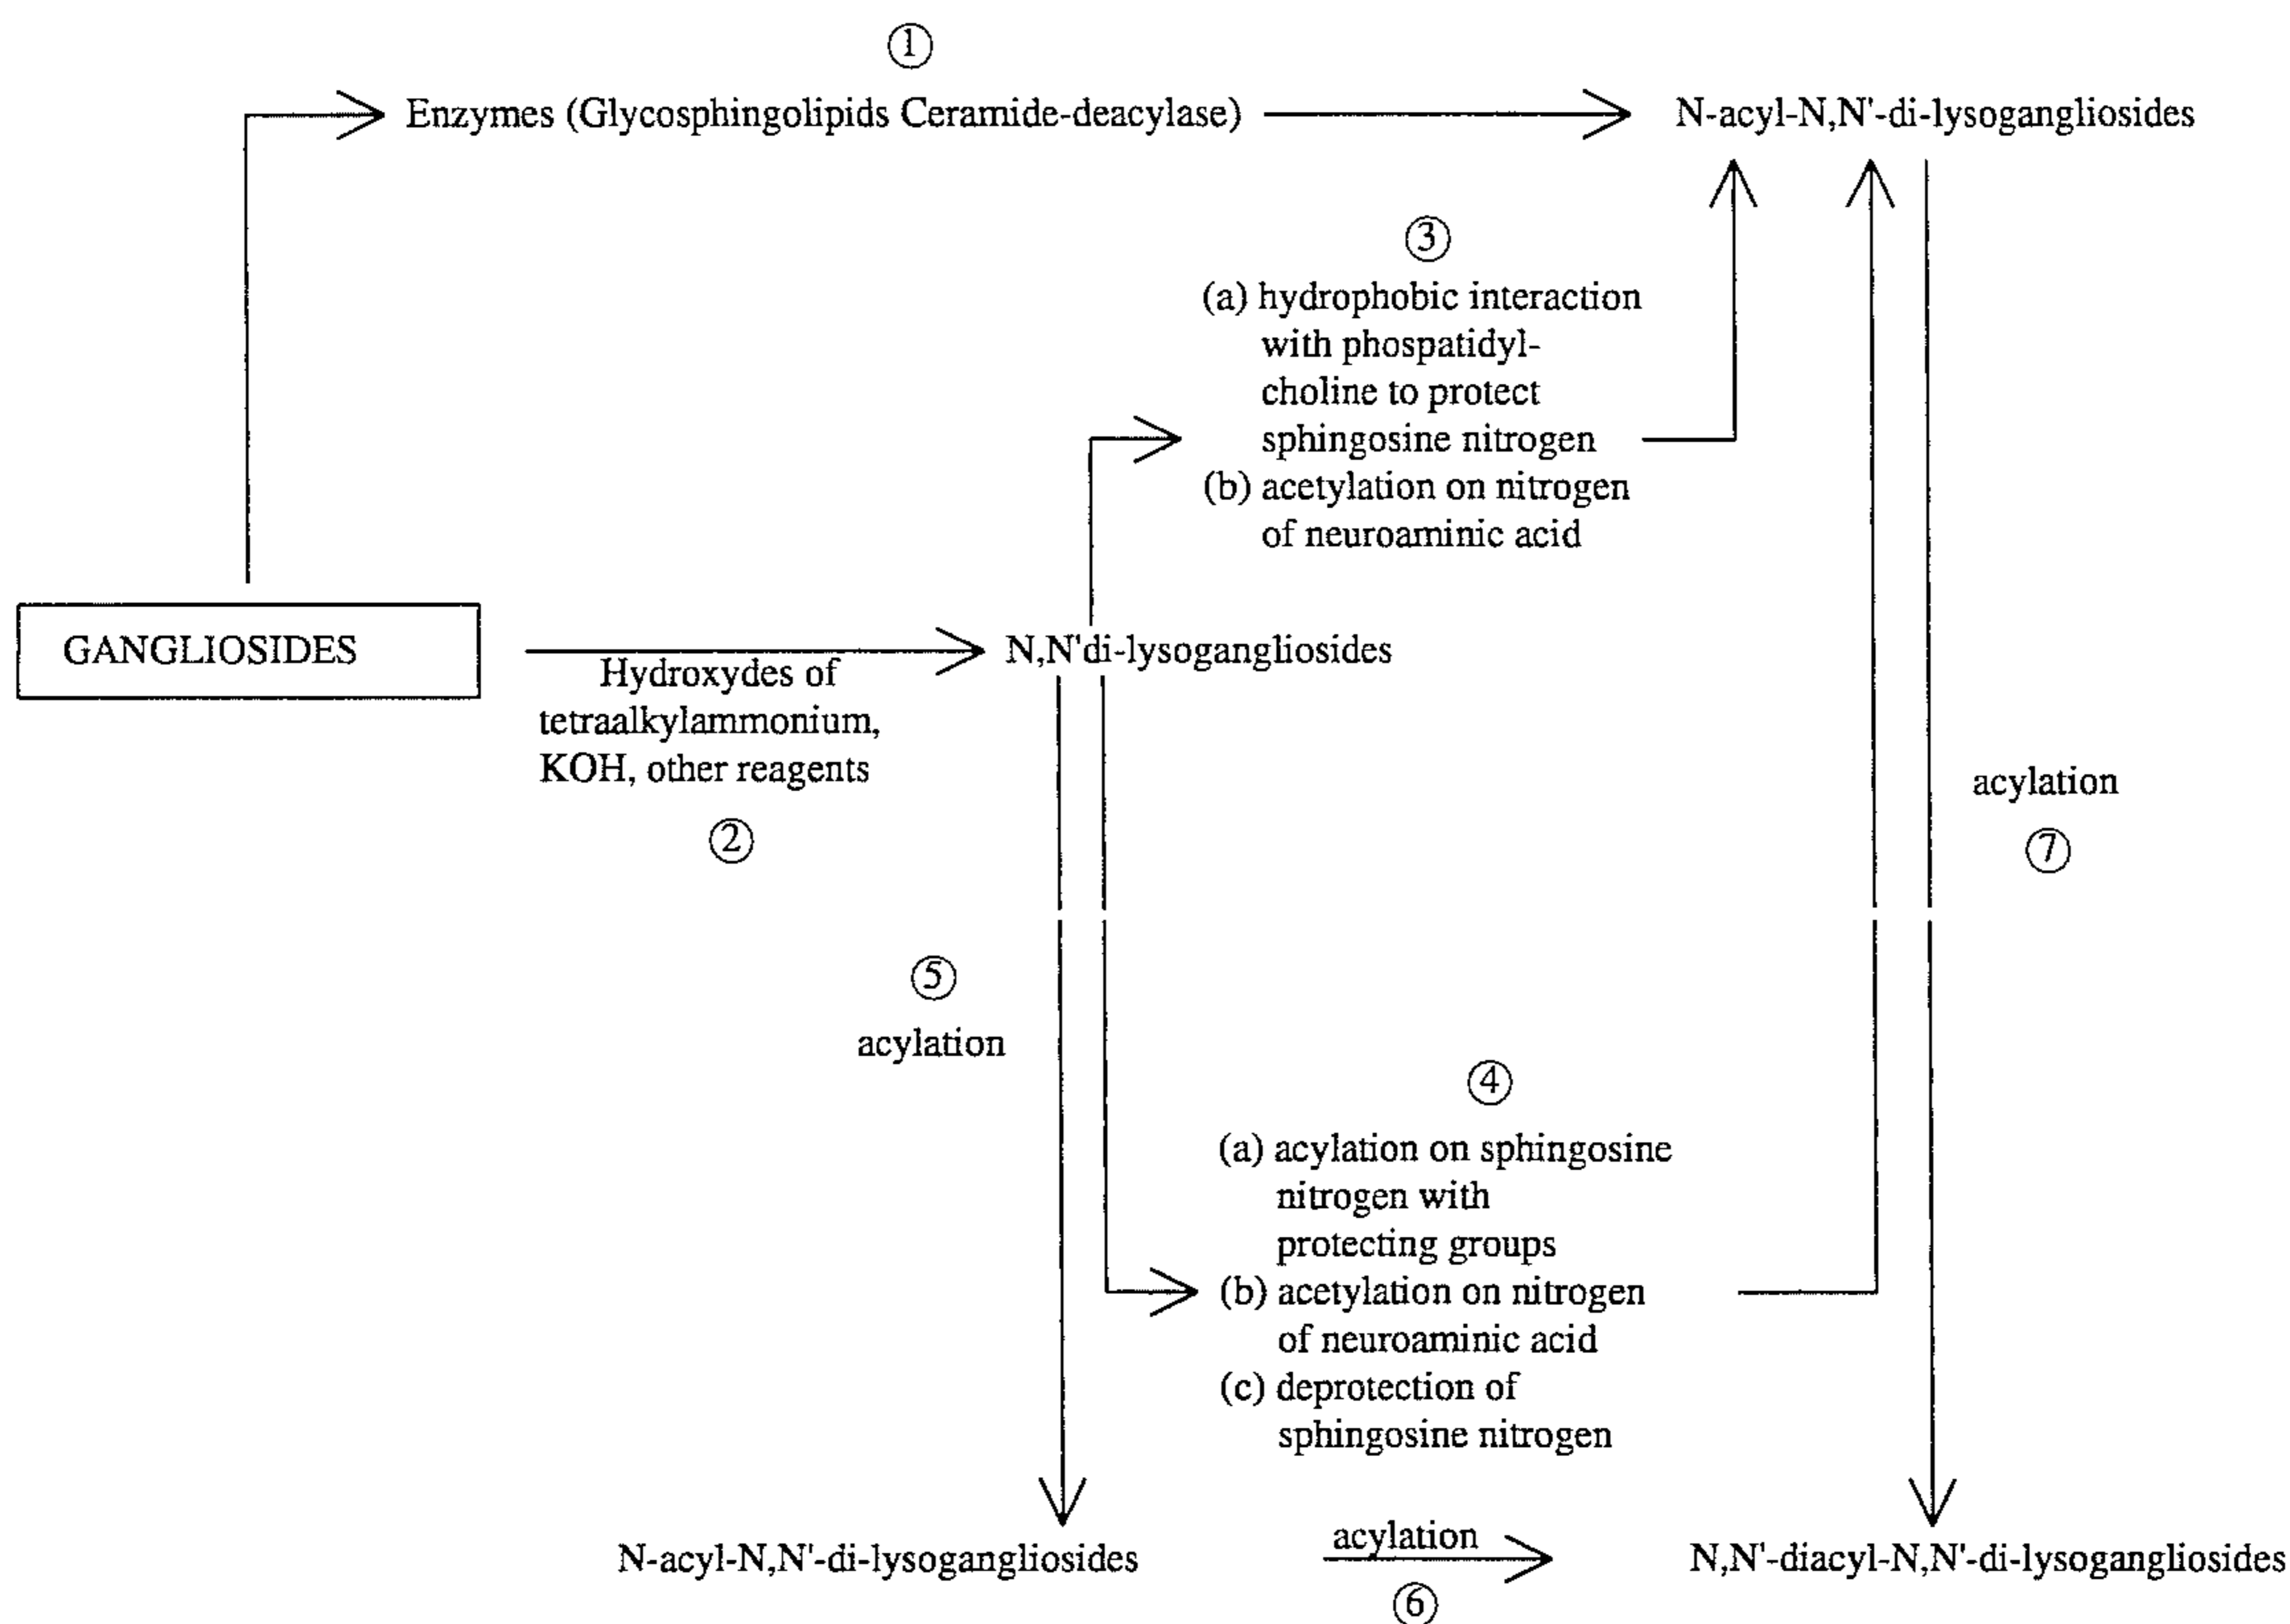 ①
Enzymes (Glycosphingolipids Ceramide-deacylase)
N-acyl-N,N'-di-lysogangliosides
③
(a) hydrophobic interaction
with phospatidyl-
choline to protect
sphingosine nitrogen
(b) acetylation on nitrogen
of neuroaminic acid
GANGLIOSIDES
Hydroxydes of
tetraalkylammonium,
KOH, other reagents
②
N,N'di-lysogangliosides
acylation
⑦
⑤
acylation
④
(a) acylation on sphingosine
nitrogen with
protecting groups
(b) acetylation on nitrogen
of neuroaminic acid
(c) deprotection of
sphingosine nitrogen
N-acyl-N,N'-di-lysogangliosides
acylation
⑥
N,N'-diacyl-N,N'-di-lysogangliosides